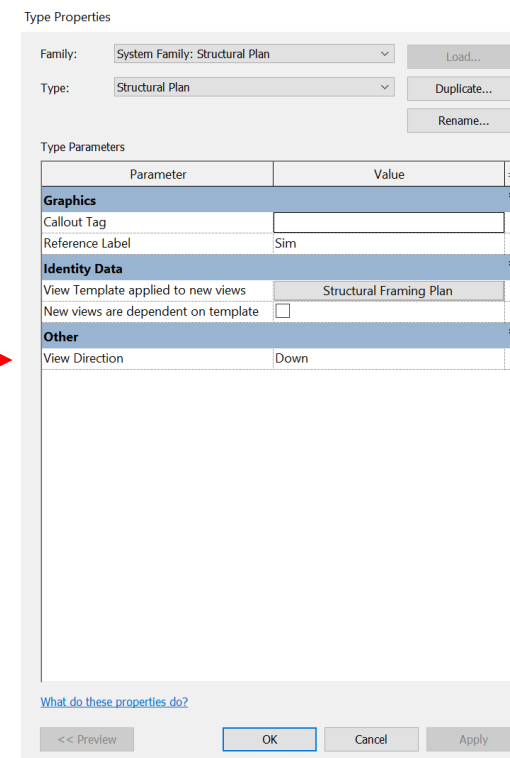 Type Properties
Family: System Family: Structural Plan Load...
Type: Structural Plan Duplicate...
Rename...
Type Parameters
Parameter Value
Graphics
Callout Tag
Reference Label Sim
Identity Data
View Template applied to new views Structural Framing Plan
New views are dependent on template
Other
View Direction Down
What do these properties do?
<< Preview OK Cancel Apply